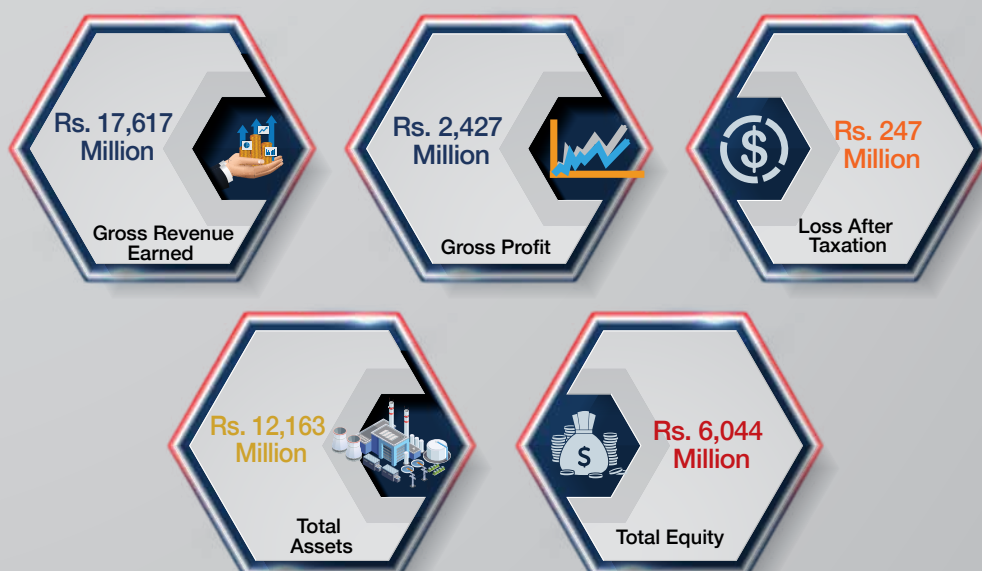 Rs. 17,617
Million
Gross Revenue
Earned
Rs. 2,427
Million
Gross Profit
$
Rs. 247
Million
Loss After
Taxation
Rs. 12,163
Million
Total
Assets
$
Rs. 6,044
Million
Total Equity